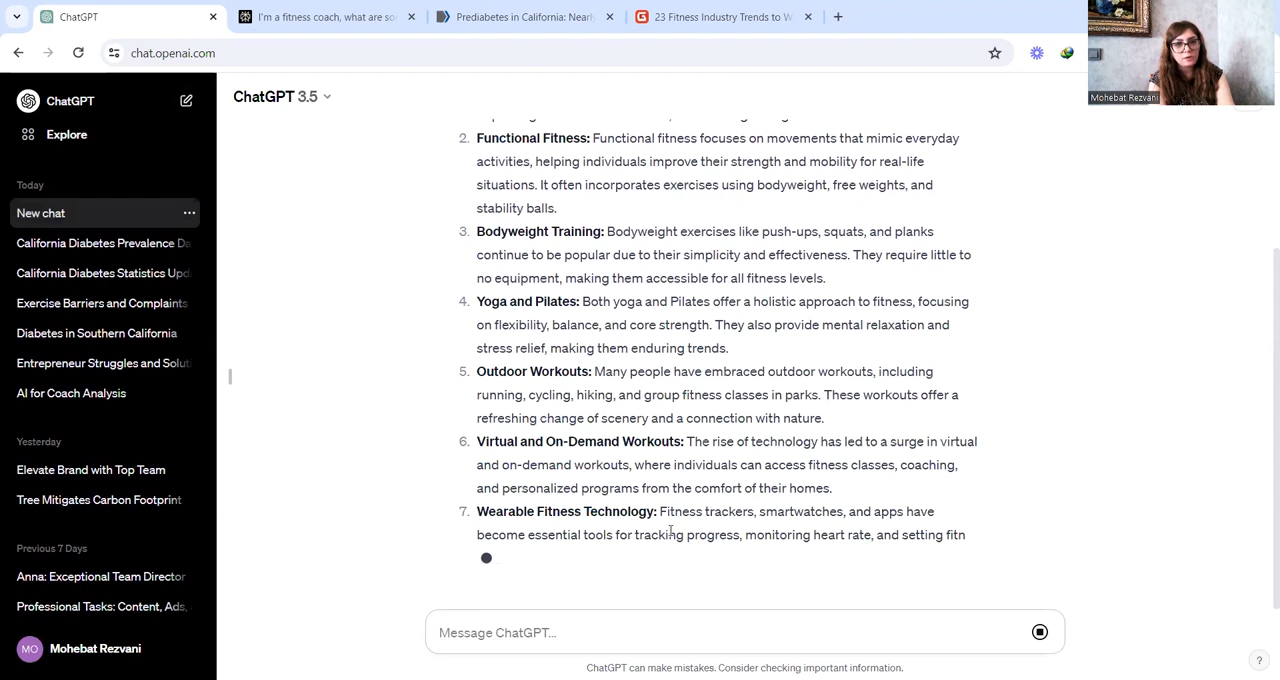 ChatGPT
I'm a fitness coach, what are so
Prediabetes in California: Nearl
23 Fitness Industry Trends to W
chat.openai.com
Mohebat Rezvani
ChatGPT
Explore
Today
New chat
California Diabetes Prevalence Da
California Diabetes Statistics Upd
Exercise Barriers and Complaints
Diabetes in Southern California
Entrepreneur Struggles and Soluti
AI for Coach Analysis
Yesterday
Elevate Brand with Top Team
Tree Mitigates Carbon Footprint
Previous 7 Days
Anna: Exceptional Team Director
Professional Tasks: Content, Ads,
MO Mohebat Rezvani
ChatGPT 3.5
2. Functional Fitness: Functional fitness focuses on movements that mimic everyday
activities, helping individuals improve their strength and mobility for real-life
situations. It often incorporates exercises using bodyweight, free weights, and
stability balls.
3. Bodyweight Training: Bodyweight exercises like push-ups, squats, and planks
continue to be popular due to their simplicity and effectiveness. They require little to
no equipment, making them accessible for all fitness levels.
4. Yoga and Pilates: Both yoga and Pilates offer a holistic approach to fitness, focusing
on flexibility, balance, and core strength. They also provide mental relaxation and
stress relief, making them enduring trends.
5. Outdoor Workouts: Many people have embraced outdoor workouts, including
running, cycling, hiking, and group fitness classes in parks. These workouts offer a
refreshing change of scenery and a connection with nature.
6. Virtual and On-Demand Workouts: The rise of technology has led to a surge in virtual
and on-demand workouts, where individuals can access fitness classes, coaching,
and personalized programs from the comfort of their homes.
7. Wearable Fitness Technology: Fitness trackers, smartwatches, and apps have
become essential tools for tracking progress, monitoring heart rate, and setting fitn
Message ChatGPT...
ChatGPT can make mistakes. Consider checking important information.
?